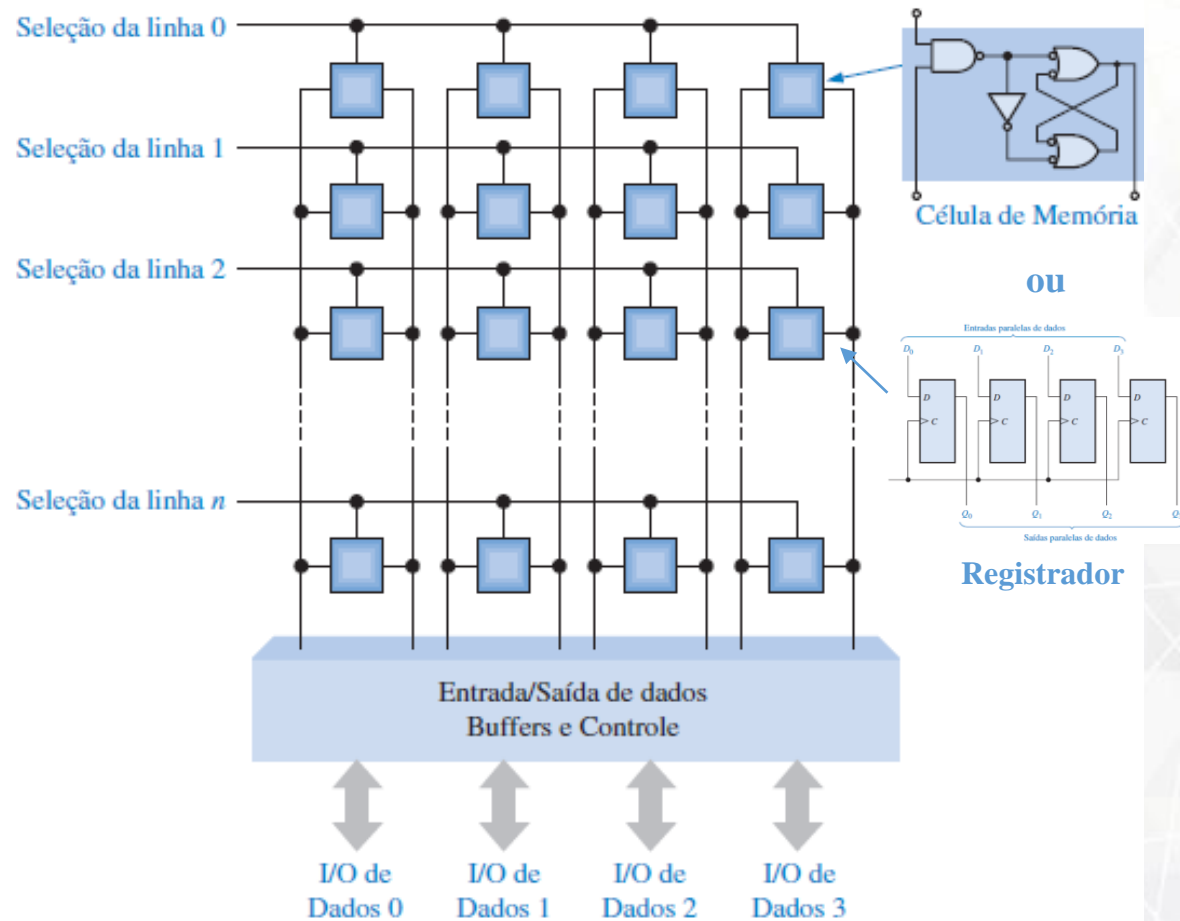 Seleção da linha 0
Seleção da linha 1
Seleção da linha 2
Seleção da linha n
Célula de Memória
ou
Entradas paralelas de dados
D0
D1
D2
D3
D
C
D
C
D
C
D
C
Q0
Q1
Q2
Saídas paralelas de dados
Registrador
Entrada/Saída de dados
Buffers e Controle
I/O de
Dados 0
I/O de
Dados 1
I/O de
Dados 2
I/O de
Dados 3